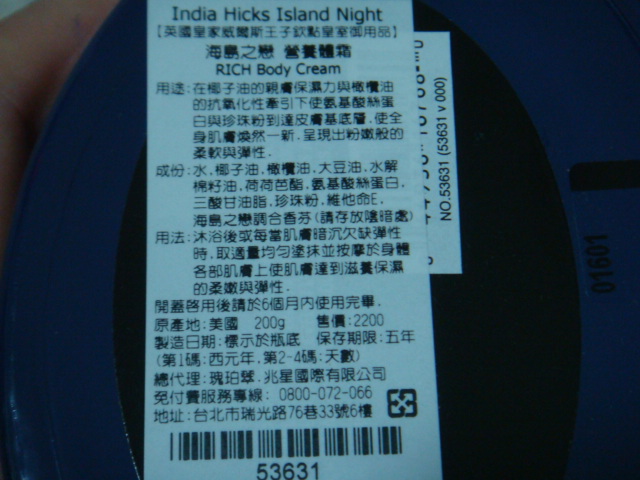 India Hicks Island Night
【英國皇家威爾斯王子欽點皇室御用品】
海島之戀 營養體霜
RICH Body Cream
用途:在椰子油的親膚保濕力與橄欖油
的抗氧化性牽引下使氨基酸絲蛋
白與珍珠粉到達皮膚基底層,使全
身肌膚煥然一新,呈現出粉嫩般的
柔軟與彈性.
成份:水,椰子油,橄欖油,大豆油,水解
棉籽油,荷荷芭酯,氨基酸絲蛋白,
三酸甘油脂,珍珠粉,維他命E,
海島之戀調合香芬(請存放陰暗處)
用法:沐浴後或每當肌膚暗沉欠缺彈性
時,取適量均勻塗抹並按摩於身體
各部肌膚上使肌膚達到滋養保濕
的柔嫩與彈性.
開蓋啓用後請於6個月內使用完畢.
原產地:美國 200g 售價:2200
製造日期:標示於瓶底 保存期限:五年
(第1碼:西元年,第2-4碼:天數)
總代理:瑰珀翠.兆星國際有限公司
免付費服務專線: 0800-072-066
地址:台北市瑞光路76巷33號6樓
53631
NO.53631 (53631 v 000)
01601